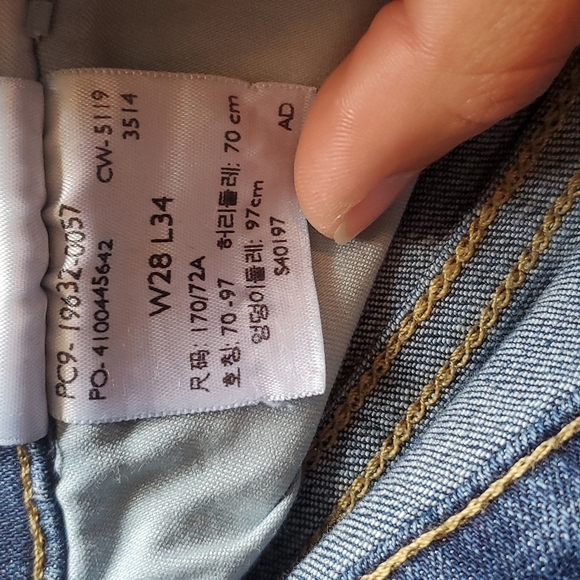 PC9-19632-0057
PO-4100445642 CW-5119
3514
W28 L34
尺码: 170/72A
호칭: 70-97 허리둘레: 70 cm
엉덩이둘레: 97cm
S40197 AD